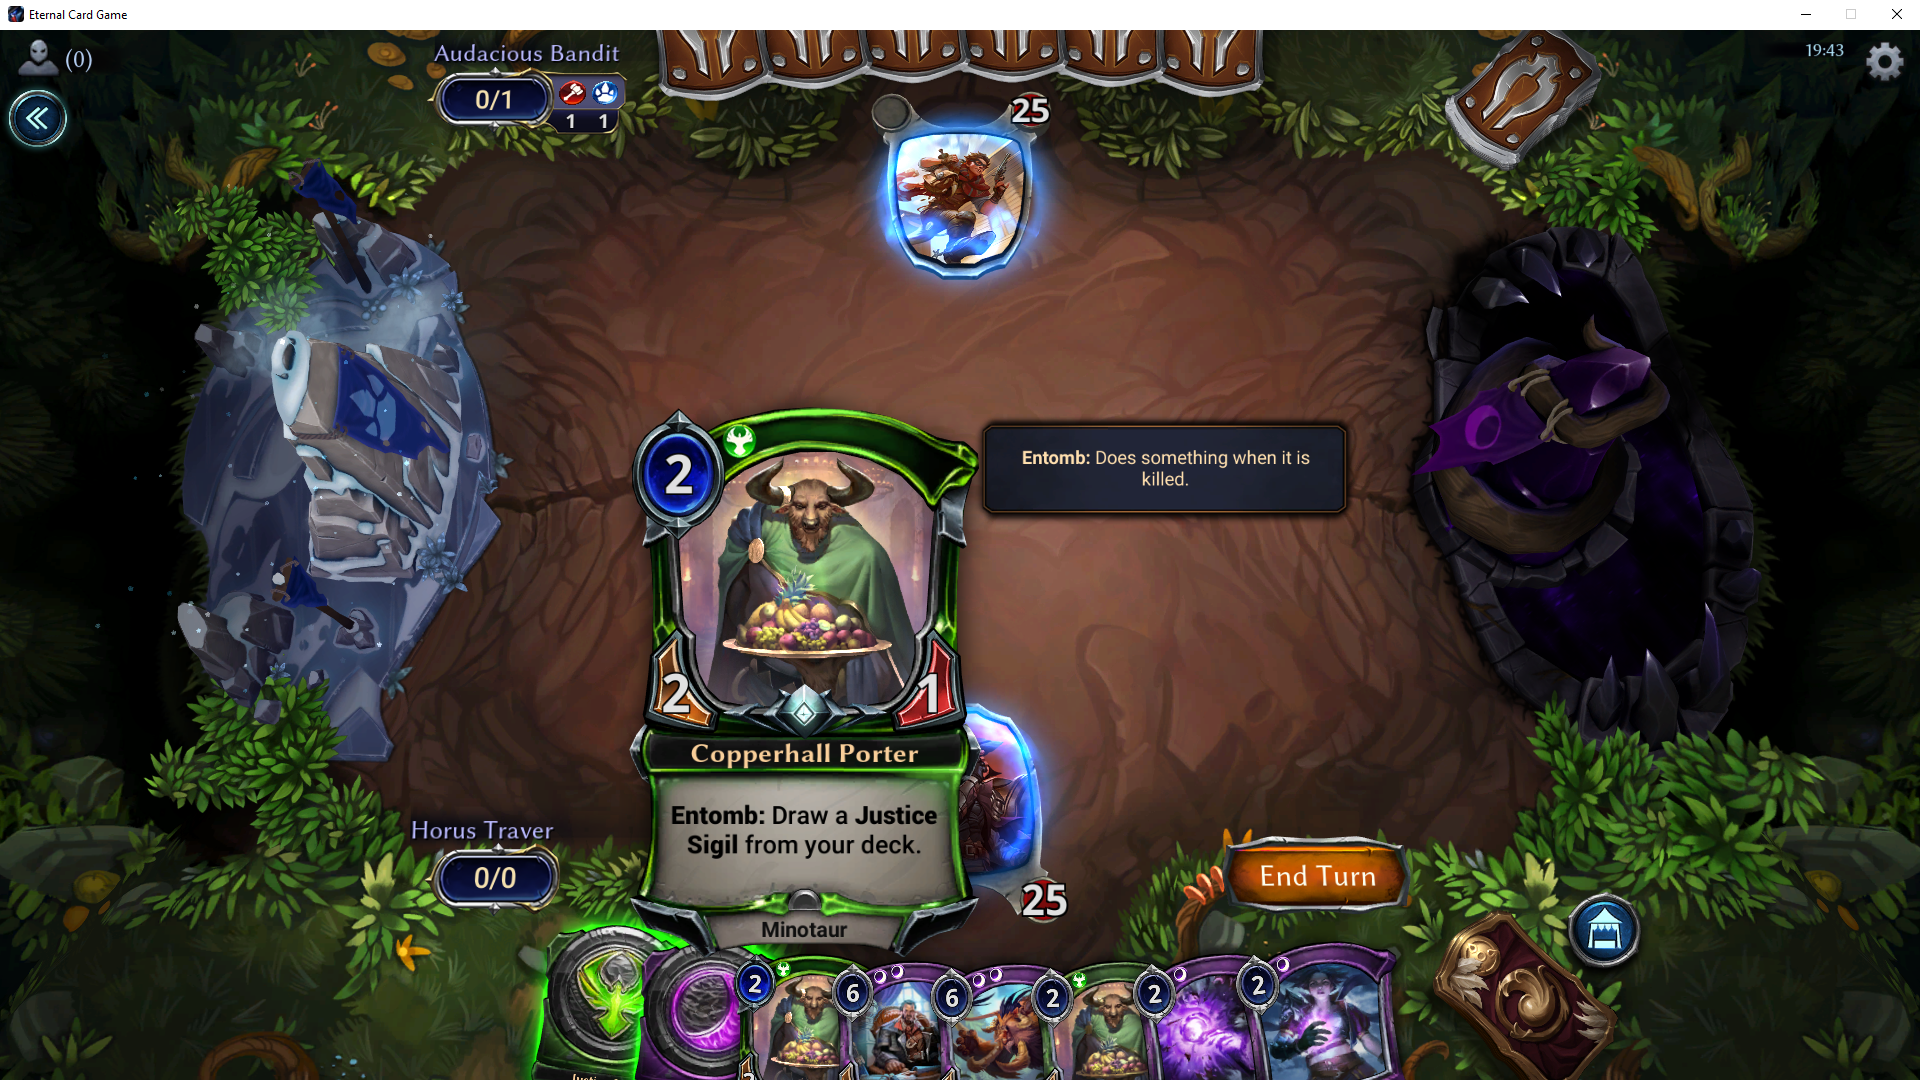 Eternal Card Game
(0)
Audacious Bandit
0/1
1 1
25
19:43
2
Entomb: Does something when it is
killed.
2
1
Copperhall Porter
Entomb: Draw a Justice
Sigil from your deck.
Minotaur
Horus Traver
0/0
25
End Turn
2
6
6
2
2
2